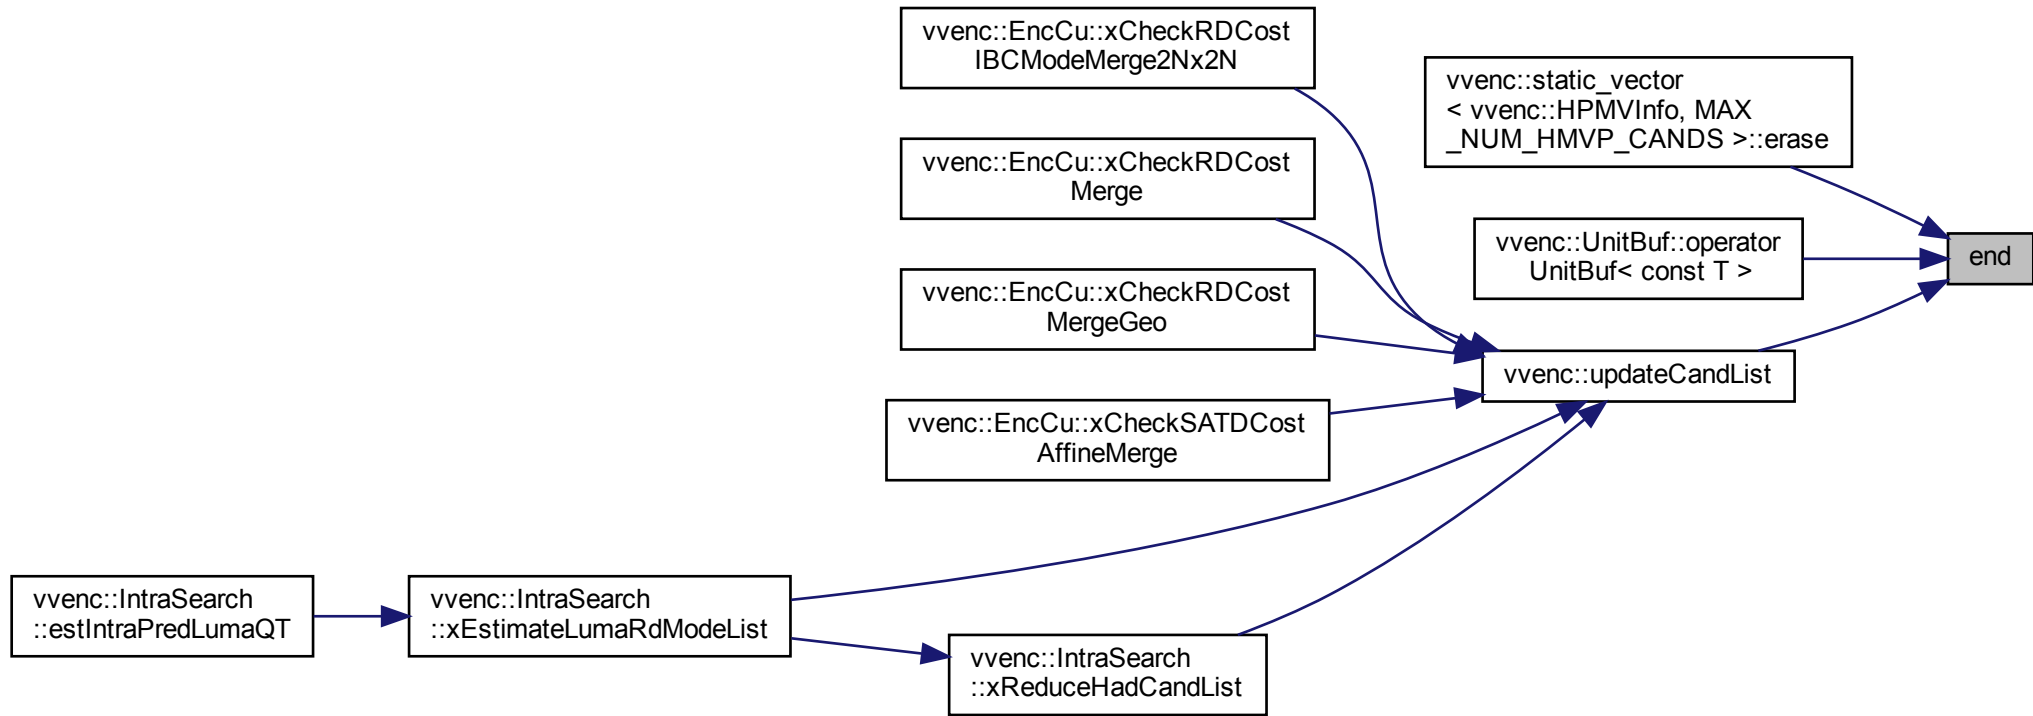 vvenc::EncCu::xCheckRDCost
IBCModeMerge2Nx2N
vvenc::static_vector
< vvenc::HPMVInfo, MAX
_NUM_HMVP_CANDS >::erase
vvenc::EncCu::xCheckRDCost
Merge
vvenc::UnitBuf::operator
UnitBuf< const T >
end
vvenc::EncCu::xCheckRDCost
MergeGeo
vvenc::updateCandList
vvenc::EncCu::xCheckSATDCost
AffineMerge
vvenc::IntraSearch
::estIntraPredLumaQT
vvenc::IntraSearch
::xEstimateLumaRdModeList
vvenc::IntraSearch
::xReduceHadCandList